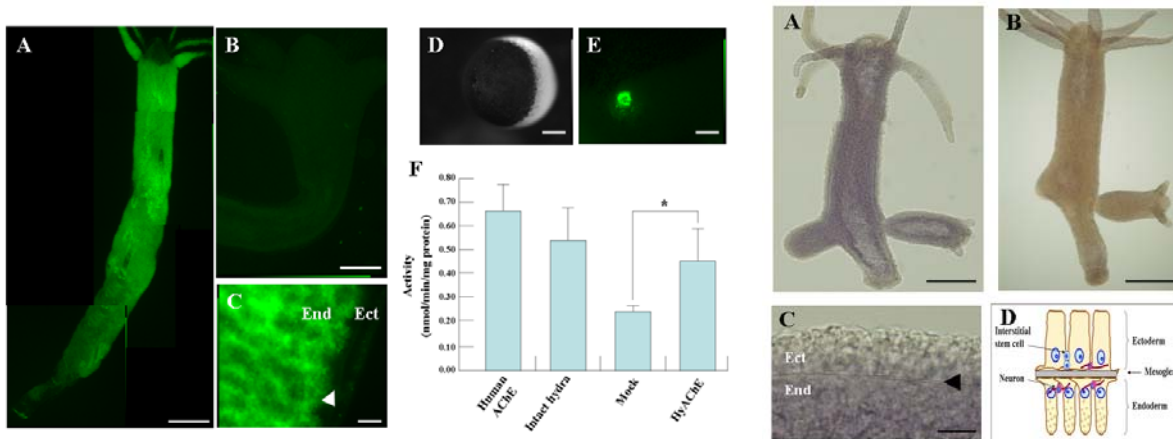 A
B
C
End
Ect
D
E
F
Activity
(nmol/min/mg protein)
0.80
0.70
0.60
0.50
0.40
0.30
0.20
0.10
0.00
*
Human
AChE
Intact hydra
Mock
HyAChE
A
B
C
Ect
End
D
Interstitial
stem cell
Neuron
Ectoderm
Mesoglea
Endoderm